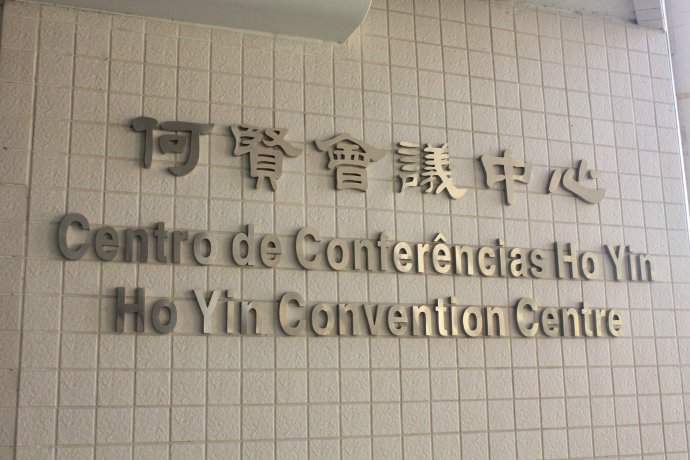 何賢會議中心
Centro de Conferências Ho Yin
Ho Yin Convention Centre